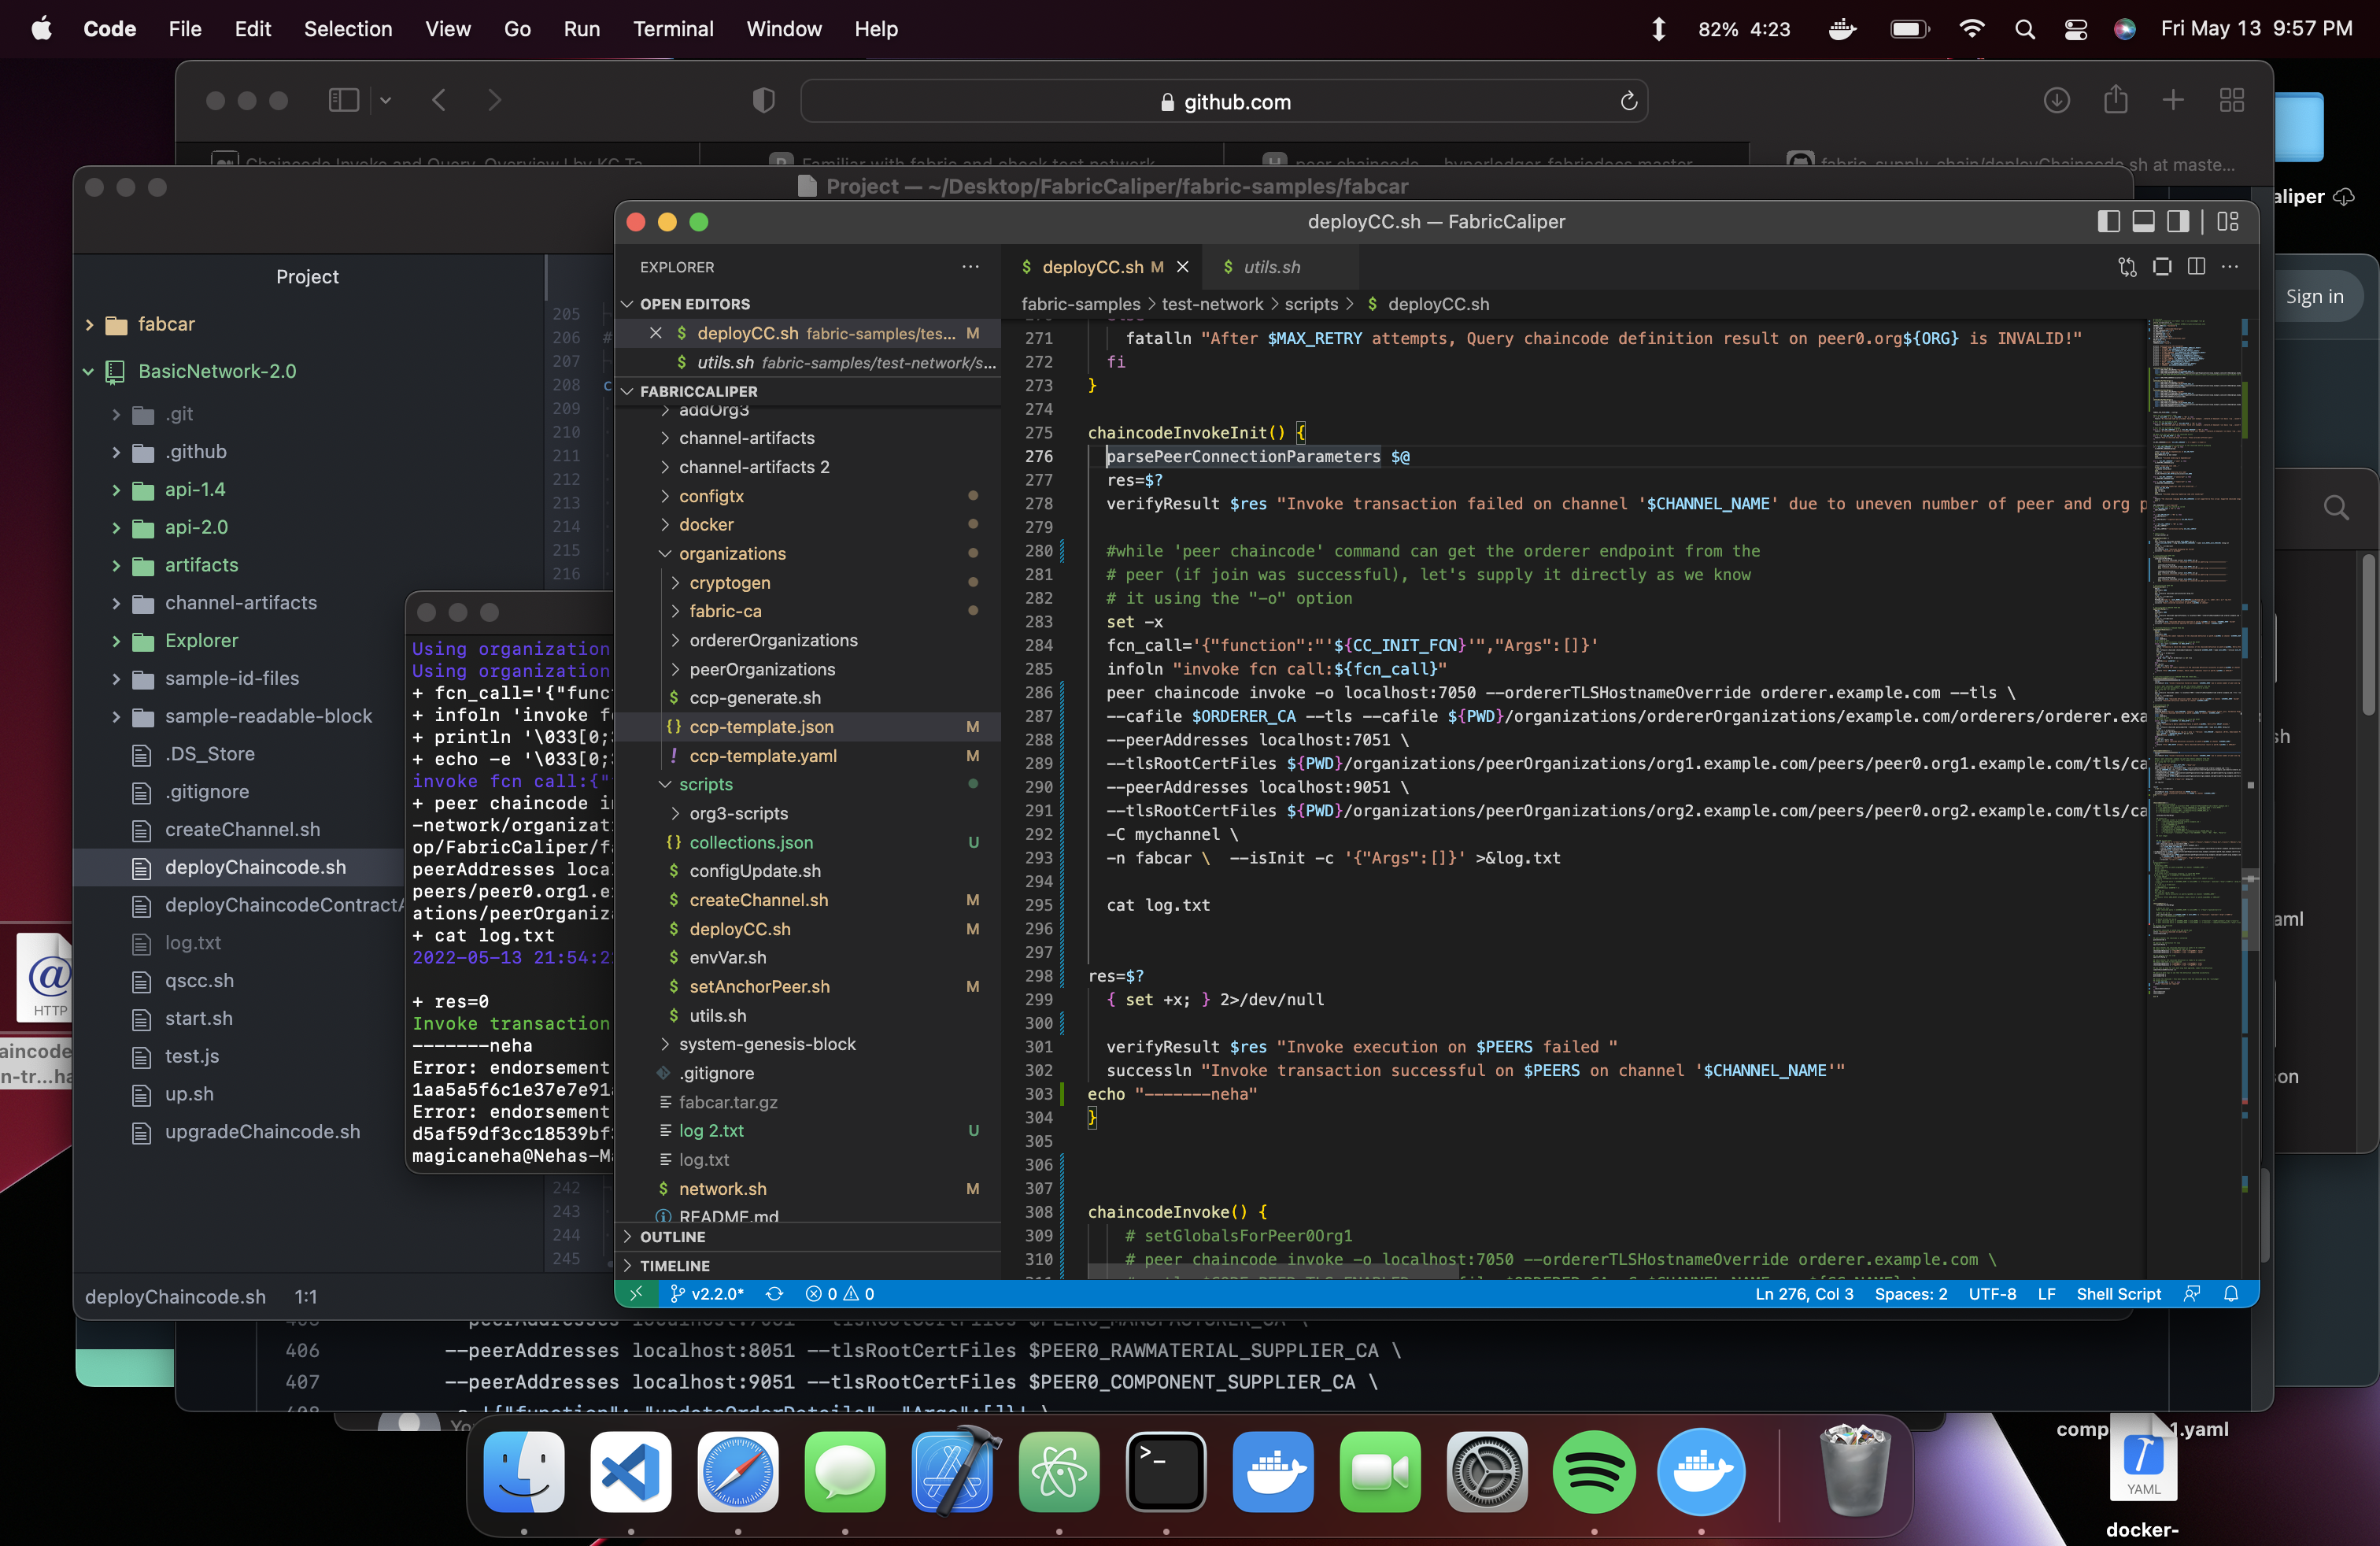 Code File Edit Selection View Go Run Terminal Window Help
82% 4:23 Fri May 13 9:57 PM
github.com
Chaincode Invoke and Query. Overview | by KC Ta...
Familiar with fabric and check test network
peer chaincode — hyperledger-fabricdocs master
fabric_supply_chain/deployChaincode.sh at maste...
Project — ~/Desktop/FabricCaliper/fabric-samples/fabcar
aliper
Sign in
Project
fabcar
BasicNetwork-2.0
.git
.github
api-1.4
api-2.0
artifacts
channel-artifacts
Explorer
sample-id-files
sample-readable-block
.DS_Store
.gitignore
createChannel.sh
deployChaincode.sh
deployChaincodeContractA
log.txt
qscc.sh
start.sh
test.js
up.sh
upgradeChaincode.sh
deployChaincode.sh 1:1
205
206 #
207
208 c
209
210
211
212
213
214
215
216
242
243
244
245
Using organization
Using organization
+ fcn_call='{"func
+ infoln 'invoke f
+ println '\033[0;
+ echo -e '\033[0;
invoke fcn call:{"
+ peer chaincode i
-network/organizat
op/FabricCaliper/f
peerAddresses loca
peers/peer0.org1.e
ations/peerOrganiz
+ cat log.txt
2022-05-13 21:54:2
+ res=0
Invoke transaction
-------neha
Error: endorsement
1aa5a5f6c1e37e7e91
Error: endorsement
d5af59df3cc18539bf
magicaneha@Nehas-M
deployCC.sh — FabricCaliper
EXPLORER
OPEN EDITORS
deployCC.sh fabric-samples/tes... M
utils.sh fabric-samples/test-network/s...
FABRICCALIPER
addOrg3
channel-artifacts
channel-artifacts 2
configtx
docker
organizations
cryptogen
fabric-ca
ordererOrganizations
peerOrganizations
ccp-generate.sh
ccp-template.json M
ccp-template.yaml M
scripts
org3-scripts
collections.json U
configUpdate.sh
createChannel.sh M
deployCC.sh M
envVar.sh
setAnchorPeer.sh M
utils.sh
system-genesis-block
.gitignore
fabcar.tar.gz
log 2.txt U
log.txt
network.sh M
README.md
OUTLINE
TIMELINE
deployCC.sh M
utils.sh
fabric-samples > test-network > scripts > $ deployCC.sh
271 fatalln "After $MAX_RETRY attempts, Query chaincode definition result on peer0.org${ORG} is INVALID!"
272 fi
273 }
274
275 chaincodeInvokeInit() {
276 parsePeerConnectionParameters $@
277 res=$?
278 verifyResult $res "Invoke transaction failed on channel '$CHANNEL_NAME' due to uneven number of peer and org p
279
280 #while 'peer chaincode' command can get the orderer endpoint from the
281 # peer (if join was successful), let's supply it directly as we know
282 # it using the "-o" option
283 set -x
284 fcn_call='{"function":"'${CC_INIT_FCN}'","Args":[]}'
285 infoln "invoke fcn call:${fcn_call}"
286 peer chaincode invoke -o localhost:7050 --ordererTLSHostnameOverride orderer.example.com --tls \
287 --cafile $ORDERER_CA --tls --cafile ${PWD}/organizations/ordererOrganizations/example.com/orderers/orderer.exa
288 --peerAddresses localhost:7051 \
289 --tlsRootCertFiles ${PWD}/organizations/peerOrganizations/org1.example.com/peers/peer0.org1.example.com/tls/ca
290 --peerAddresses localhost:9051 \
291 --tlsRootCertFiles ${PWD}/organizations/peerOrganizations/org2.example.com/peers/peer0.org2.example.com/tls/ca
292 -C mychannel \
293 -n fabcar \ --isInit -c '{"Args":[]}' >&log.txt
294
295 cat log.txt
296
297
298 res=$?
299 { set +x; } 2>/dev/null
300
301 verifyResult $res "Invoke execution on $PEERS failed "
302 successln "Invoke transaction successful on $PEERS on channel '$CHANNEL_NAME'"
303 echo "-------neha"
304 }
305
306
307
308 chaincodeInvoke() {
309 # setGlobalsForPeer0Org1
310 # peer chaincode invoke -o localhost:7050 --ordererTLSHostnameOverride orderer.example.com \
v2.2.0* 0 0 Ln 276, Col 3 Spaces: 2 UTF-8 LF Shell Script
406 --peerAddresses localhost:8051 --tlsRootCertFiles $PEER0_RAWMATERIAL_SUPPLIER_CA \
407 --peerAddresses localhost:9051 --tlsRootCertFiles $PEER0_COMPONENT_SUPPLIER_CA \
HTTP
aincode
n-tr...ha
sh
aml
on
comp
1.yaml
YAML
docker-